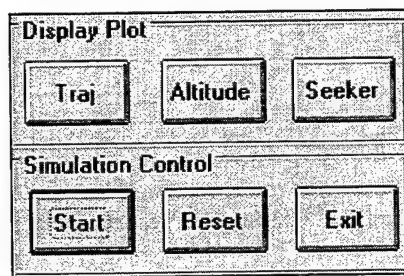 Display Plot
Traj Altitude Seeker
Simulation Control
Start Reset Exit